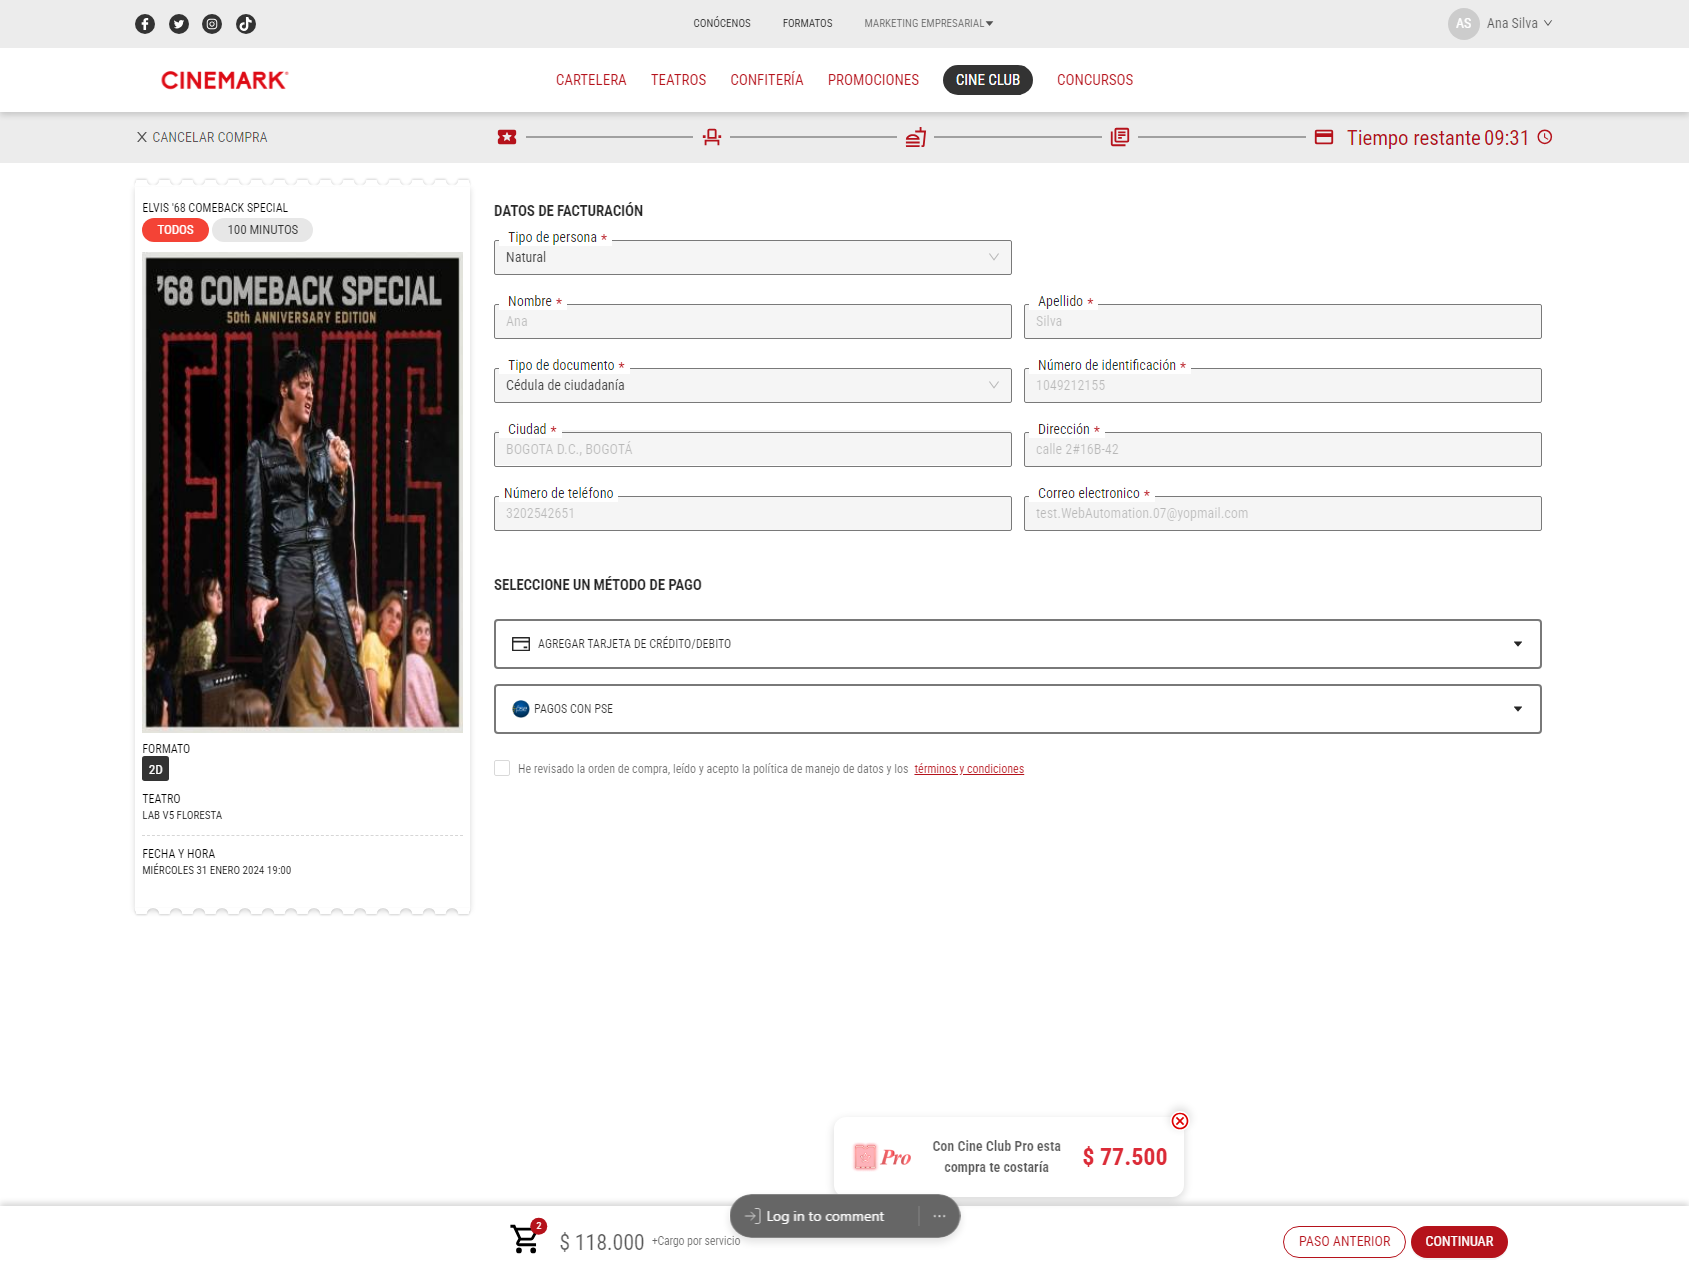 CONÓCENOS
FORMATOS
MARKETING EMPRESARIAL
AS
Ana Silva
CINEMARK
CARTELERA
TEATROS
CONFITERÍA
PROMOCIONES
CINE CLUB
CONCURSOS
CANCELAR COMPRA
Tiempo restante 09:31
ELVIS '68 COMEBACK SPECIAL
TODOS
100 MINUTOS
'68 COMEBACK SPECIAL
50th ANNIVERSARY EDITION
ELVIS
FORMATO
2D
TEATRO
LAB V5 FLORESTA
FECHA Y HORA
MIÉRCOLES 31 ENERO 2024 19:00
DATOS DE FACTURACIÓN
Tipo de persona *
Natural
Nombre *
Ana
Apellido *
Silva
Tipo de documento *
Cédula de ciudadanía
Número de identificación *
1049212155
Ciudad *
BOGOTA D.C., BOGOTÁ
Dirección *
calle 2#16B-42
Número de teléfono
3202542651
Correo electronico *
test.WebAutomation.07@yopmail.com
SELECCIONE UN MÉTODO DE PAGO
AGREGAR TARJETA DE CRÉDITO/DEBITO
pse
PAGOS CON PSE
He revisado la orden de compra, leído y acepto la política de manejo de datos y los términos y condiciones
Pro
Con Cine Club Pro esta
compra te costaría
$ 77.500
Log in to comment
2
$ 118.000
+Cargo por servicio
PASO ANTERIOR
CONTINUAR